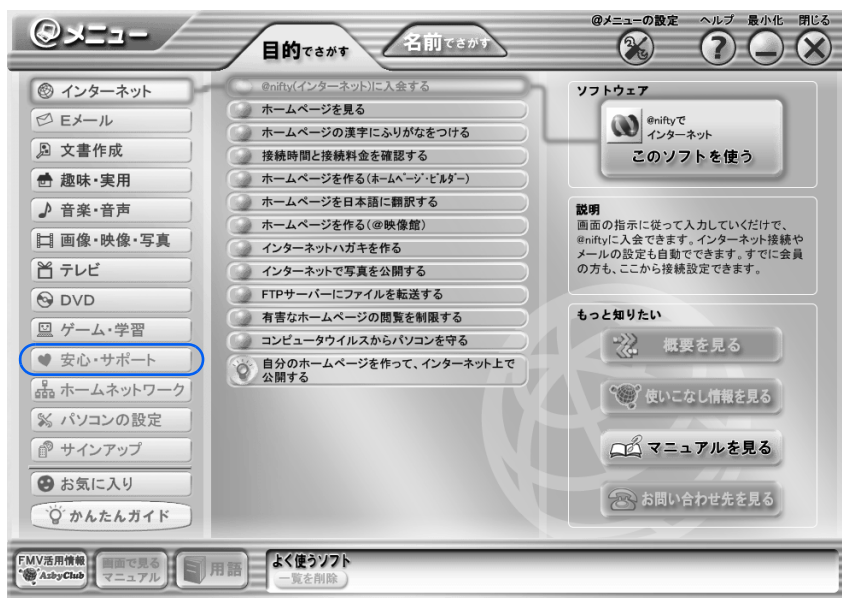 @メニュー
目的でさがす
名前でさがす
@メニューの設定
ヘルプ
最小化
閉じる
インターネット
Eメール
文書作成
趣味・実用
音楽・音声
画像・映像・写真
テレビ
DVD
ゲーム・学習
安心・サポート
ホームネットワーク
パソコンの設定
サインアップ
お気に入り
かんたんガイド
@nifty(インターネット)に入会する
ホームページを見る
ホームページの漢字にふりがなをつける
接続時間と接続料金を確認する
ホームページを作る(ホームページ・ビルダー)
ホームページを日本語に翻訳する
ホームページを作る(@映像館)
インターネットハガキを作る
インターネットで写真を公開する
FTPサーバーにファイルを転送する
有害なホームページの閲覧を制限する
コンピュータウイルスからパソコンを守る
自分のホームページを作って、インターネット上で
公開する
ソフトウェア
@niftyで
インターネット
このソフトを使う
説明
画面の指示に従って入力していくだけで、
@niftyに入会できます。インターネット接続や
メールの設定も自動でできます。すでに会員
の方も、ここから接続設定できます。
もっと知りたい
概要を見る
使いこなし情報を見る
マニュアルを見る
お問い合わせ先を見る
FMV活用情報
AzbyClub
画面で見る
マニュアル
用語
よく使うソフト
一覧を削除